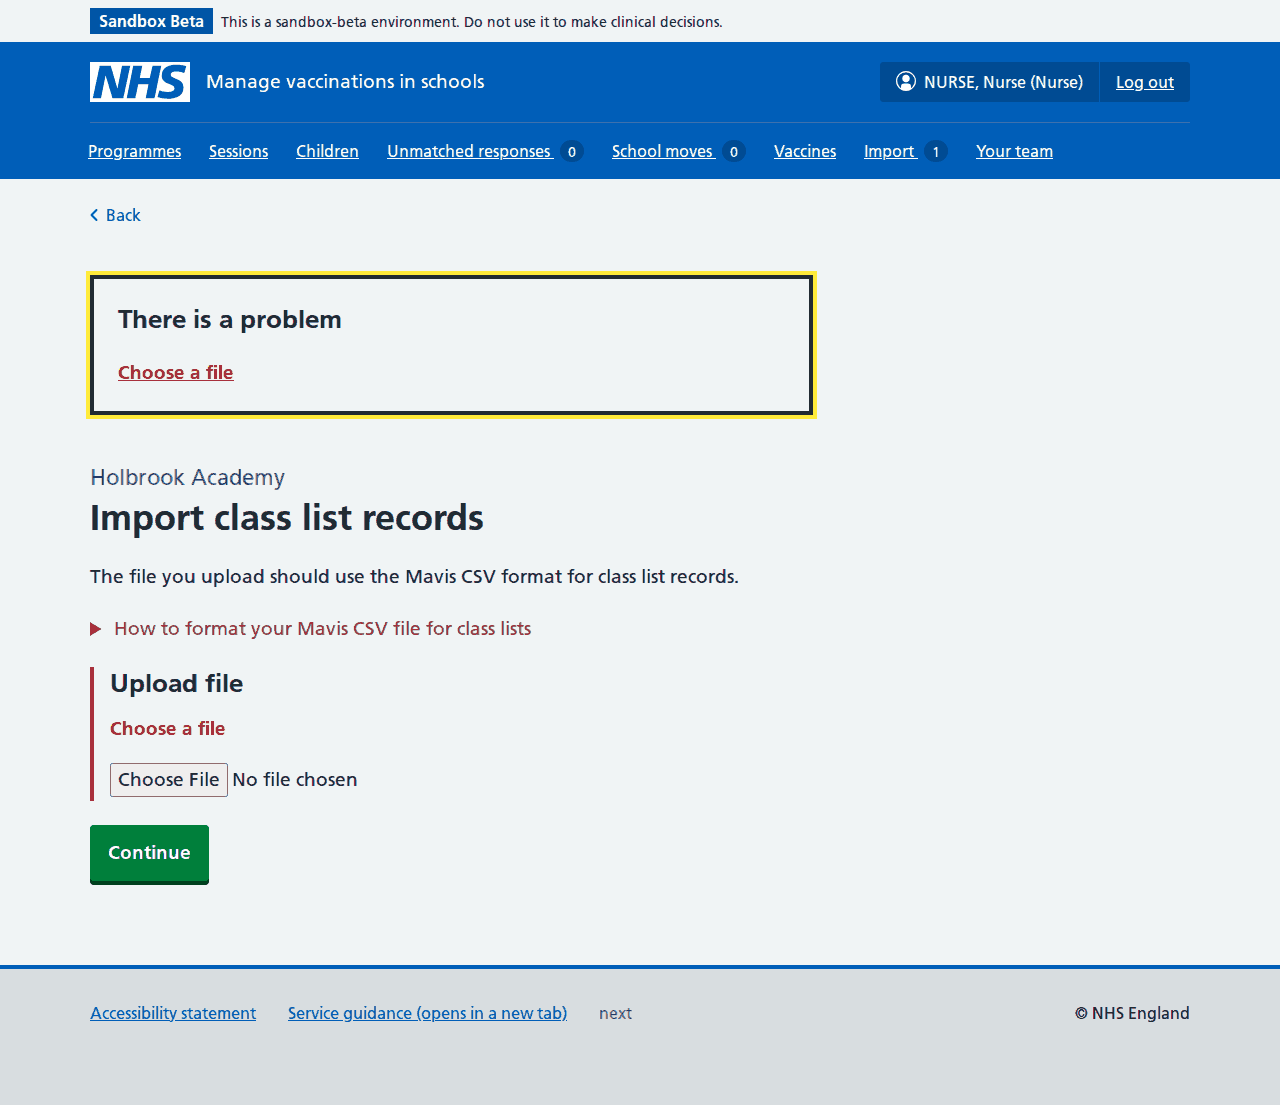 Sandbox Beta This is a sandbox-beta environment. Do not use it to make clinical decisions.
NHS Manage vaccinations in schools NURSE, Nurse (Nurse) Log out
Programmes Sessions Children Unmatched responses 0 School moves 0 Vaccines Import 1 Your team
Back
There is a problem
Choose a file
Holbrook Academy
Import class list records
The file you upload should use the Mavis CSV format for class list records.
How to format your Mavis CSV file for class lists
Upload file
Choose a file
Choose File No file chosen
Continue
Accessibility statement Service guidance (opens in a new tab) next © NHS England